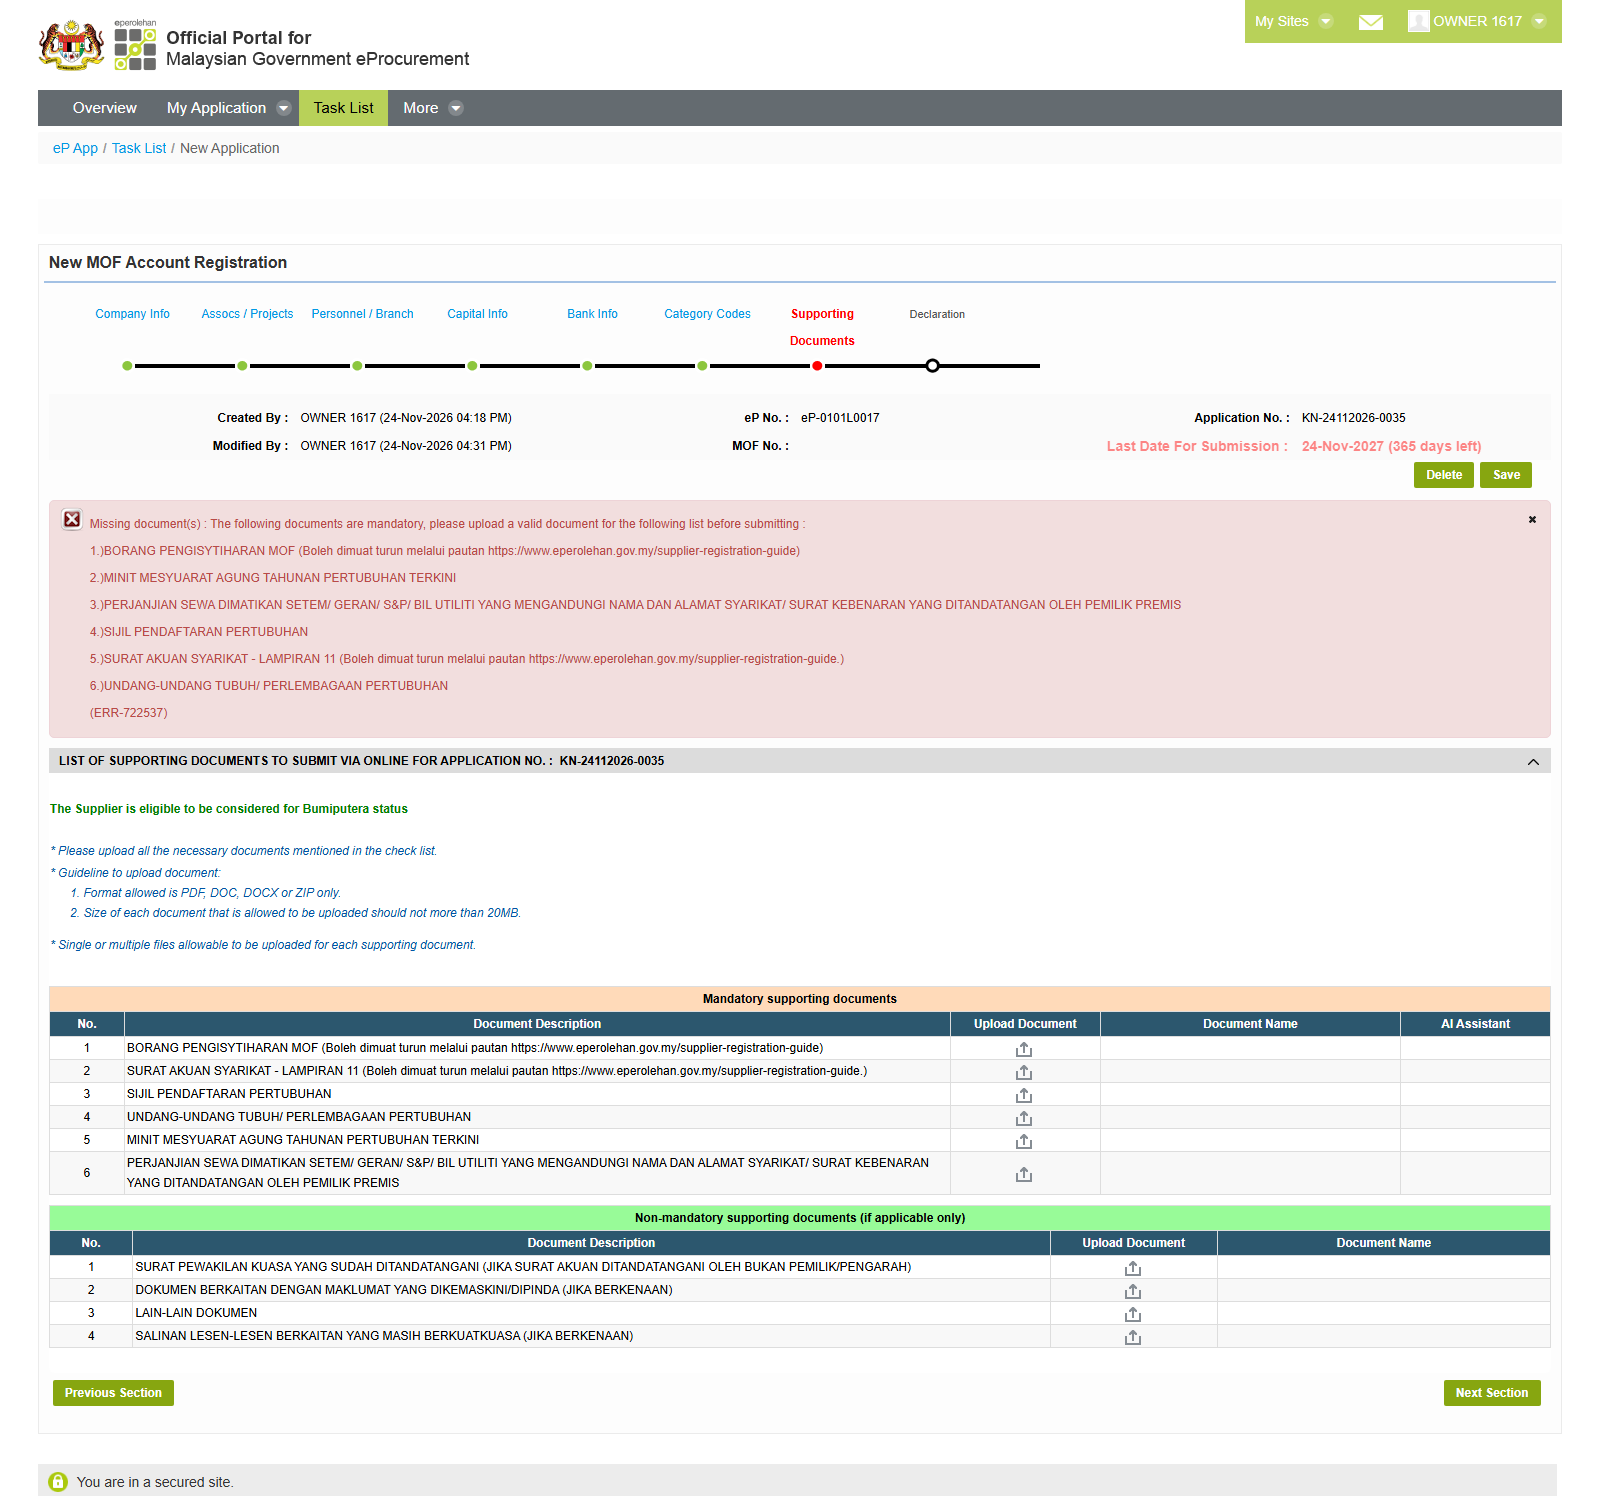 eperolehan
Official Portal for
Malaysian Government eProcurement
My Sites
OWNER 1617
Overview
My Application
Task List
More
eP App / Task List / New Application
New MOF Account Registration
Company Info
Assocs / Projects
Personnel / Branch
Capital Info
Bank Info
Category Codes
Supporting
Documents
Declaration
Created By : OWNER 1617 (24-Nov-2026 04:18 PM)
eP No. : eP-0101L0017
Application No. : KN-24112026-0035
Modified By : OWNER 1617 (24-Nov-2026 04:31 PM)
MOF No. :
Last Date For Submission : 24-Nov-2027 (365 days left)
Delete
Save
Missing document(s) : The following documents are mandatory, please upload a valid document for the following list before submitting :
1.)BORANG PENGISYTIHARAN MOF (Boleh dimuat turun melalui pautan https://www.eperolehan.gov.my/supplier-registration-guide)
2.)MINIT MESYUARAT AGUNG TAHUNAN PERTUBUHAN TERKINI
3.)PERJANJIAN SEWA DIMATIKAN SETEM/ GERAN/ S&P/ BIL UTILITI YANG MENGANDUNGI NAMA DAN ALAMAT SYARIKAT/ SURAT KEBENARAN YANG DITANDATANGAN OLEH PEMILIK PREMIS
4.)SIJIL PENDAFTARAN PERTUBUHAN
5.)SURAT AKUAN SYARIKAT - LAMPIRAN 11 (Boleh dimuat turun melalui pautan https://www.eperolehan.gov.my/supplier-registration-guide.)
6.)UNDANG-UNDANG TUBUH/ PERLEMBAGAAN PERTUBUHAN
(ERR-722537)
LIST OF SUPPORTING DOCUMENTS TO SUBMIT VIA ONLINE FOR APPLICATION NO. : KN-24112026-0035
The Supplier is eligible to be considered for Bumiputera status
* Please upload all the necessary documents mentioned in the check list.
* Guideline to upload document:
1. Format allowed is PDF, DOC, DOCX or ZIP only.
2. Size of each document that is allowed to be uploaded should not more than 20MB.
* Single or multiple files allowable to be uploaded for each supporting document.
Mandatory supporting documents
No. Document Description Upload Document Document Name AI Assistant
1 BORANG PENGISYTIHARAN MOF (Boleh dimuat turun melalui pautan https://www.eperolehan.gov.my/supplier-registration-guide)
2 SURAT AKUAN SYARIKAT - LAMPIRAN 11 (Boleh dimuat turun melalui pautan https://www.eperolehan.gov.my/supplier-registration-guide.)
3 SIJIL PENDAFTARAN PERTUBUHAN
4 UNDANG-UNDANG TUBUH/ PERLEMBAGAAN PERTUBUHAN
5 MINIT MESYUARAT AGUNG TAHUNAN PERTUBUHAN TERKINI
6 PERJANJIAN SEWA DIMATIKAN SETEM/ GERAN/ S&P/ BIL UTILITI YANG MENGANDUNGI NAMA DAN ALAMAT SYARIKAT/ SURAT KEBENARAN
YANG DITANDATANGAN OLEH PEMILIK PREMIS
Non-mandatory supporting documents (if applicable only)
No. Document Description Upload Document Document Name
1 SURAT PEWAKILAN KUASA YANG SUDAH DITANDATANGANI (JIKA SURAT AKUAN DITANDATANGANI OLEH BUKAN PEMILIK/PENGARAH)
2 DOKUMEN BERKAITAN DENGAN MAKLUMAT YANG DIKEMASKINI/DIPINDA (JIKA BERKENAAN)
3 LAIN-LAIN DOKUMEN
4 SALINAN LESEN-LESEN BERKAITAN YANG MASIH BERKUATKUASA (JIKA BERKENAAN)
Previous Section
Next Section
You are in a secured site.